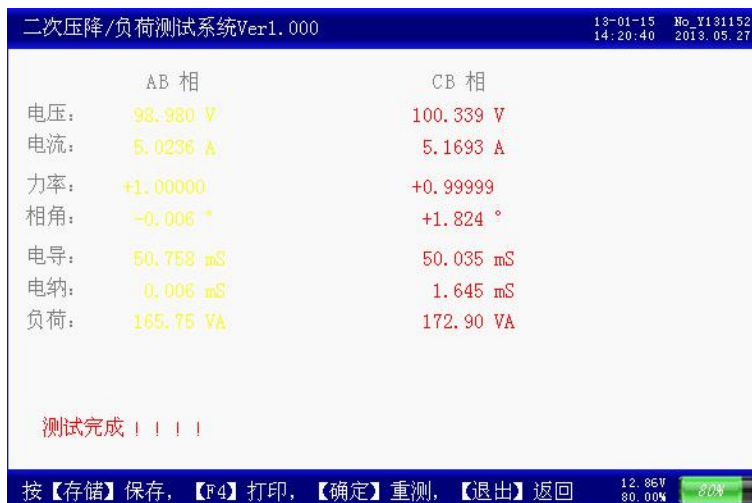 二次压降/负荷测试系统Ver1.000 13-01-15 No_Y131152
14:20:40 2013.05.27
AB 相 CB 相
电压: 98.980 V 100.339 V
电流: 5.0236 A 5.1693 A
力率: +1.00000 +0.99999
相角: -0.006 ° +1.824 °
电导: 50.758 mS 50.035 mS
电纳: 0.006 mS 1.645 mS
负荷: 165.75 VA 172.90 VA
测试完成！！！！
按【存储】保存, 【F4】打印, 【确定】重测, 【退出】返回 12.86V
80.00% 80%